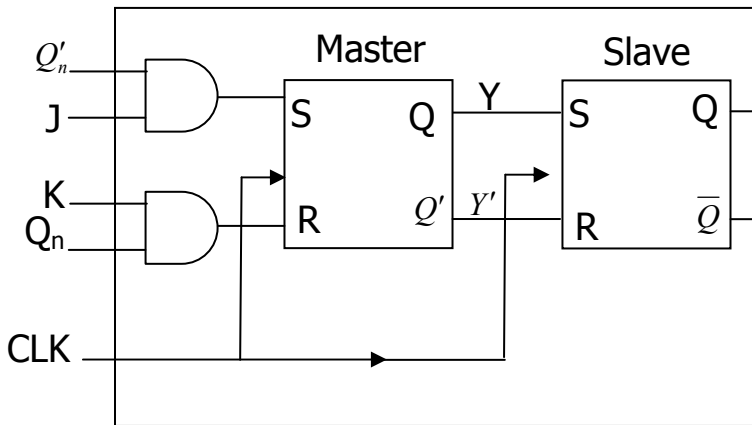 Master Slave
Q′n
J
S Q Y S Q
K
Qn
R Q′ Y′ R Q̅
CLK